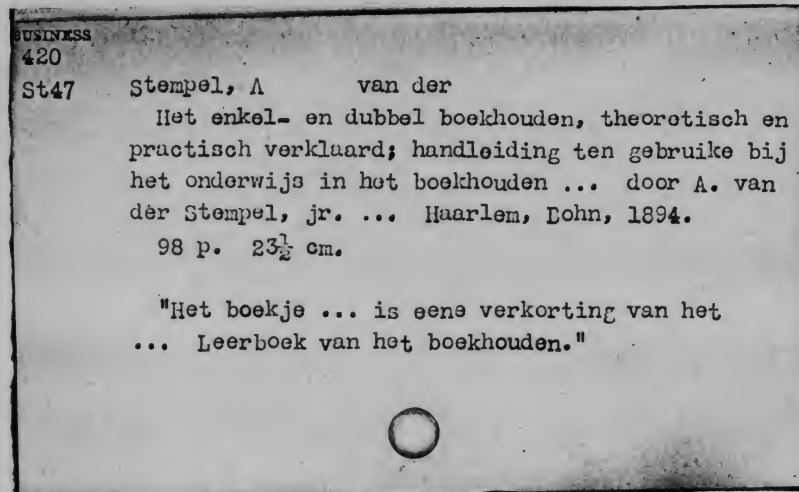 BUSINESS
420
St47 Stempel, A van der
Het enkel- en dubbel boekhouden, theoretisch en
practisch verklaard; handleiding ten gebruike bij
het onderwijs in het boekhouden ... door A. van
der Stempel, jr. ... Haarlem, Bohn, 1894.
98 p. 23½ cm.
"Het boekje ... is eene verkorting van het
... Leerboek van het boekhouden."